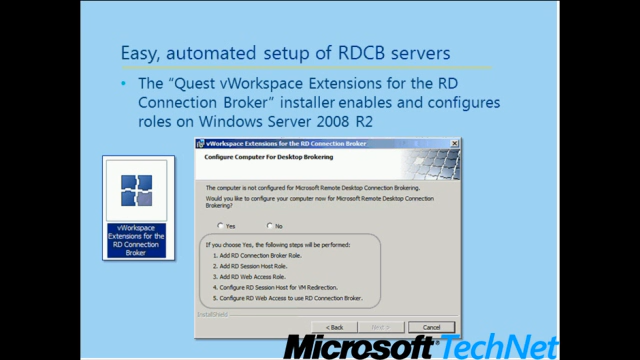 Easy, automated setup of RDCB servers
• The “Quest vWorkspace Extensions for the RD
Connection Broker” installer enables and configures
roles on Windows Server 2008 R2
vWorkspace Extensions for the RD Connection Broker
Configure Computer For Desktop Brokering
The computer is not configured for Microsoft Remote Desktop Connection Brokering.
Would you like to configure your computer now for Microsoft Remote Desktop Connection
Brokering?
Yes No
If you choose Yes, the following steps will be performed:
1. Add RD Connection Broker Role.
2. Add RD Session Host Role.
3. Add RD Web Access Role.
4. Configure RD Session Host for VM Redirection.
5. Configure RD Web Access to use RD Connection Broker.
InstallShield
< Back Next > Cancel
vWorkspace
Extensions for the
RD Connection
Broker
Microsoft TechNet